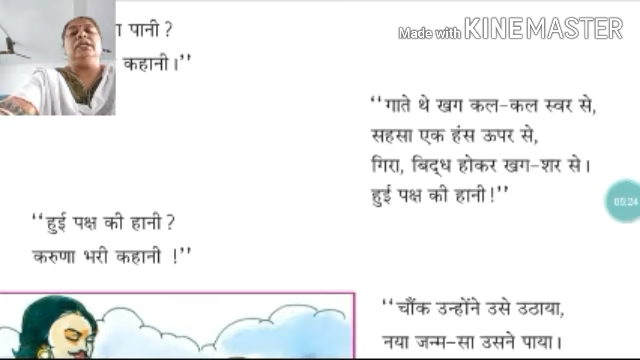 पानी ?
कहानी।”
Made with KINEMASTER
“गाते थे खग कल-कल स्वर से,
सहसा एक हंस ऊपर से,
गिरा, बिद्ध होकर खग-शर से।
हुई पक्ष की हानी!”
05:24
“हुई पक्ष की हानी ?
करुणा भरी कहानी !”
“चौंक उन्होंने उसे उठाया,
नया जन्म-सा उसने पाया।